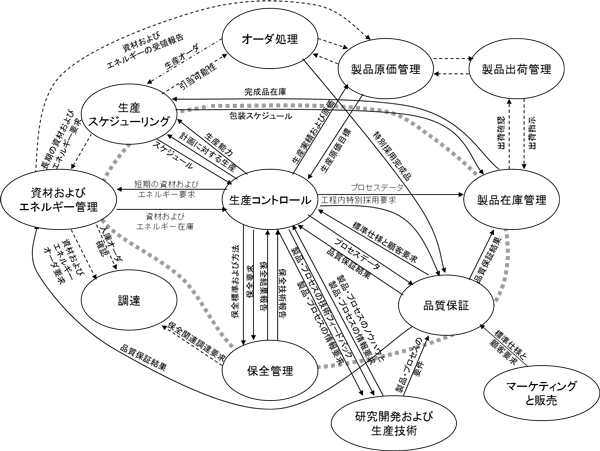 資材および
エネルギーの受領報告
オーダ処理
生産オーダ
引当可能性
製品原価管理
製品出荷管理
生産
スケジューリング
完成品在庫
包装スケジュール
長期の資材および
エネルギー要求
生産能力
計画に対する生産
スケジュール
生産実績および原価
生産原価目標
特別採用完成品
出荷確認
出荷指示
資材および
エネルギー管理
短期の資材および
エネルギー要求
資材および
エネルギー在庫
生産コントロール
プロセスデータ
工程内特別採用要求
製品在庫管理
標準仕様と顧客要求
プロセスデータ
品質保証結果
品質保証結果
入庫オーダ
確認
資材および
エネルギー
オーダ要求
調達
保全標準および方法
保全要求
保全結果報告
保全技術報告
製品・プロセスの技術フィードバック
製品・プロセスの情報要求
製品・プロセスのノウハウと
製品・プロセスの情報要求
品質保証
保全関連調達要求
品質保証結果
保全管理
製品・プロセスの
要件
標準仕様と
顧客要求
マーケティング
と販売
研究開発および
生産技術